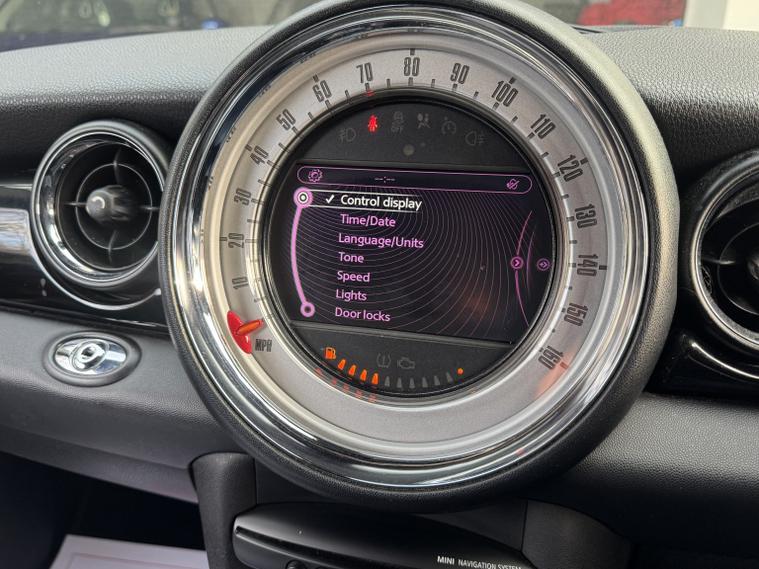 10
20
30
40
50
60
70
80
90
100
110
120
130
140
150
160
MPH
OFF
--:--
✓ Control display
Time/Date
Language/Units
Tone
Speed
Lights
Door locks
MINI NAVIGATION SYSTEM